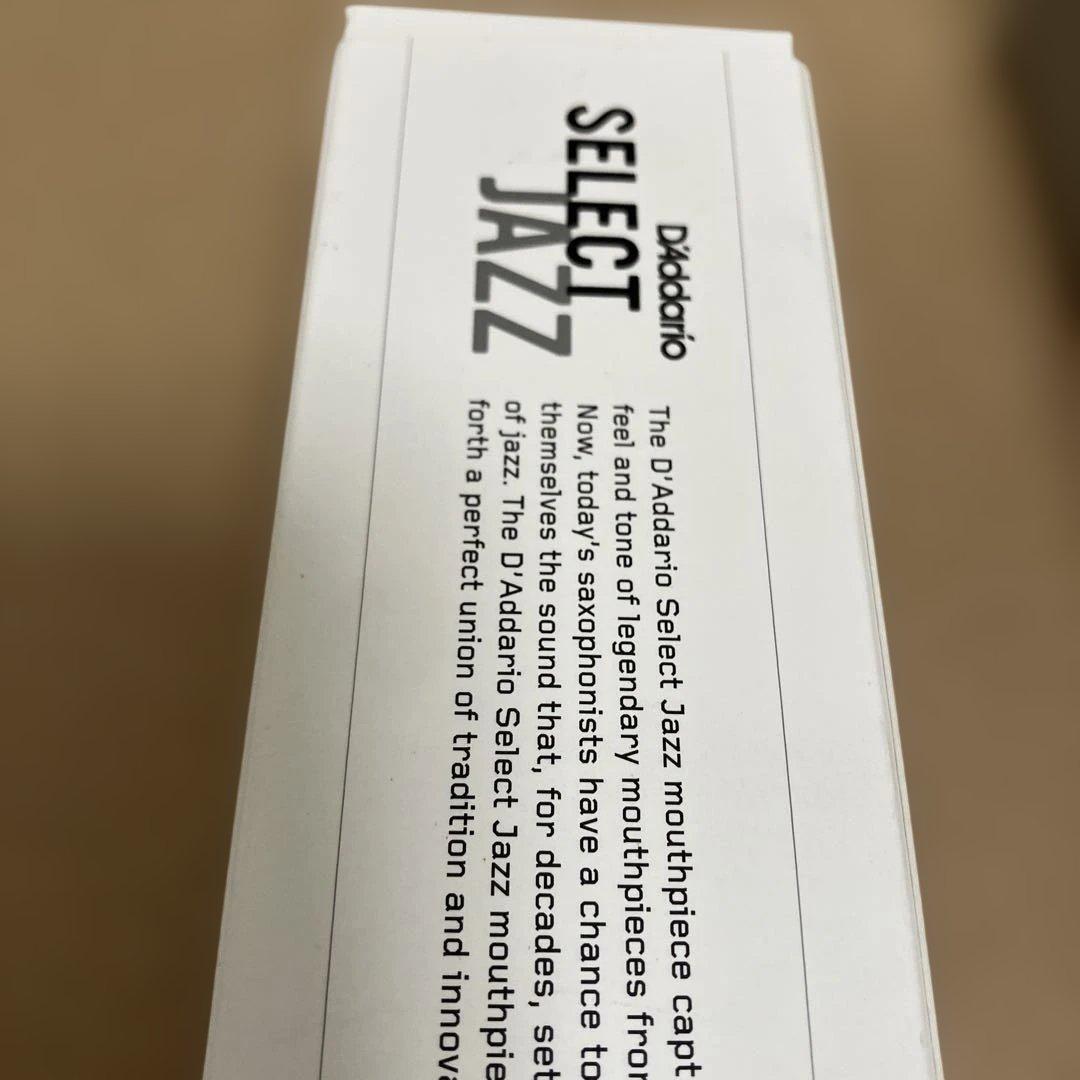 D'Addario
SELECT
JAZZ
The D'Addario Select Jazz mouthpiece capt
feel and tone of legendary mouthpieces from
Now, today's saxophonists have a chance to
themselves the sound that, for decades, set
of jazz. The D'Addario Select Jazz mouthpie
forth a perfect union of tradition and innova